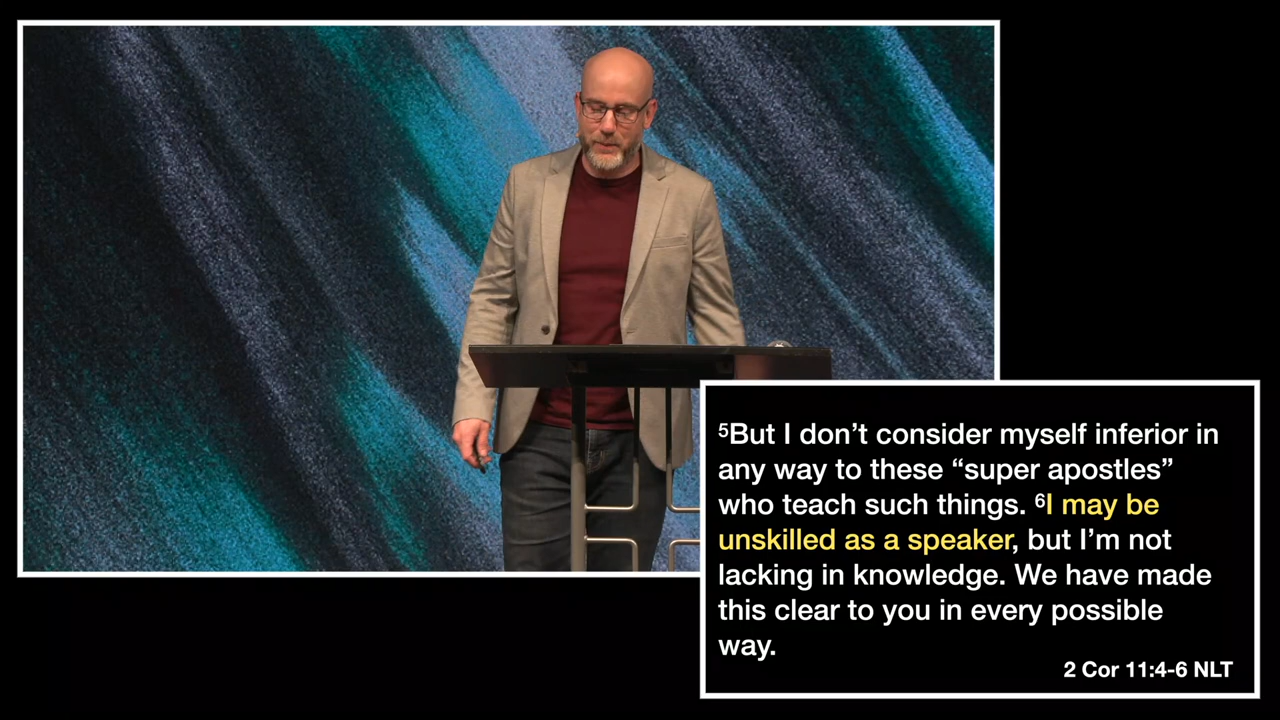 ⁵But I don’t consider myself inferior in
any way to these “super apostles”
who teach such things. ⁶I may be
unskilled as a speaker, but I’m not
lacking in knowledge. We have made
this clear to you in every possible
way.
2 Cor 11:4-6 NLT